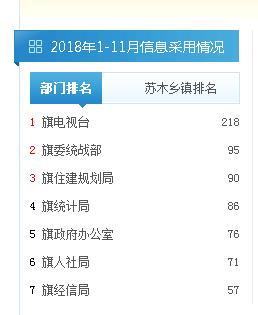 2018年1-11月信息采用情况
部门排名 苏木乡镇排名
1 旗电视台 218
2 旗委统战部 95
3 旗住建规划局 90
4 旗统计局 86
5 旗政府办公室 76
6 旗人社局 71
7 旗经信局 57